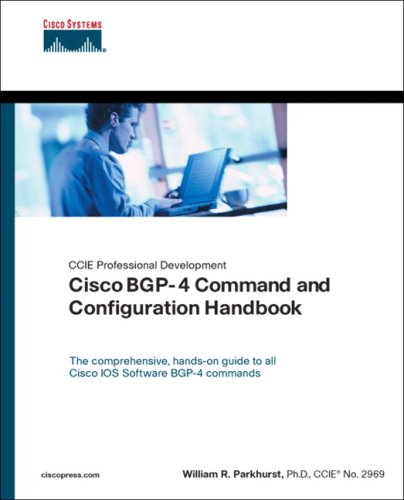 CISCO SYSTEMS
CCIE Professional Development
Cisco BGP-4 Command and
Configuration Handbook
The comprehensive, hands-on guide to all
Cisco IOS Software BGP-4 commands
ciscopress.com
William R. Parkhurst, Ph.D., CCIE® No. 2969